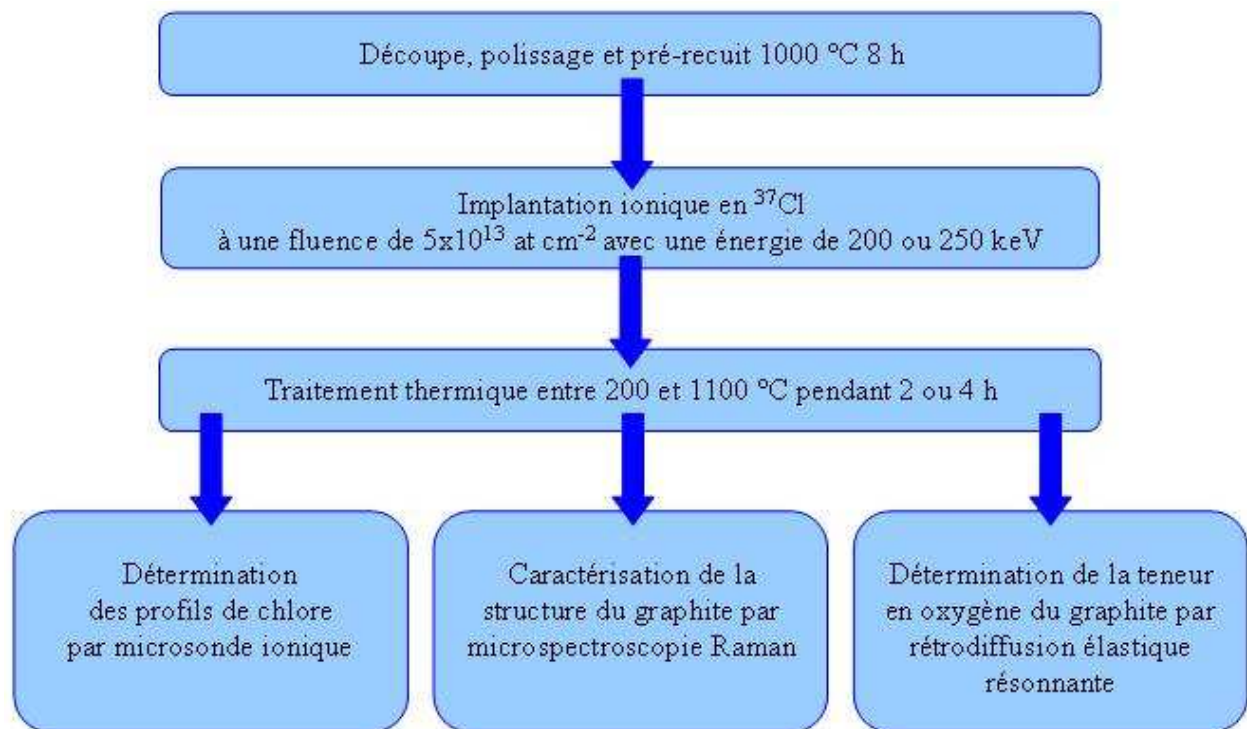 Découpe, polissage et pré-recuit 1000 °C 8 h
Implantation ionique en ³⁷Cl
à une fluence de 5x10¹³ at cm⁻² avec une énergie de 200 ou 250 keV
Traitement thermique entre 200 et 1100 °C pendant 2 ou 4 h
Détermination
des profils de chlore
par microsonde ionique
Caractérisation de la
structure du graphite par
microspectroscopie Raman
Détermination de la teneur
en oxygène du graphite par
rétrodiffusion élastique
résonnante